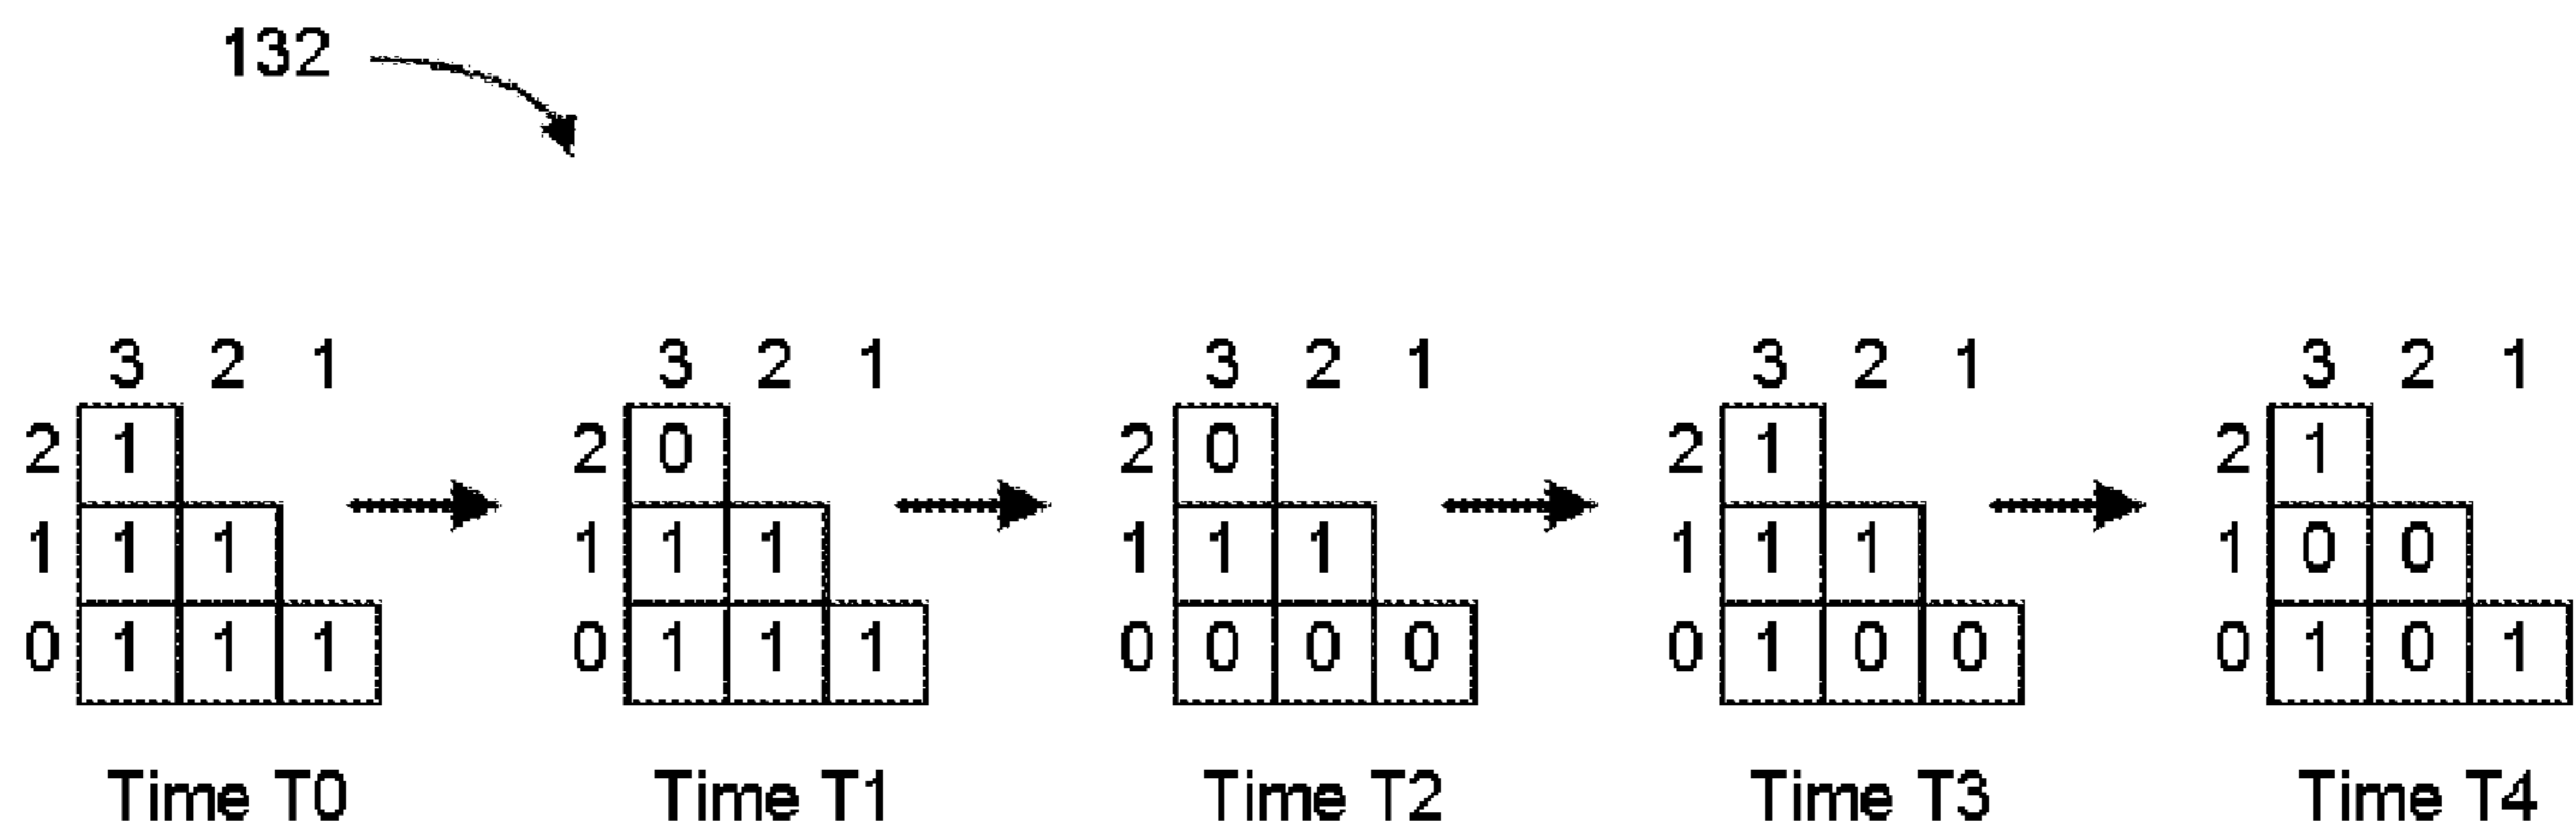 132
3 2 1 3 2 1 3 2 1 3 2 1 3 2 1
2 1 2 0 2 0 2 1 2 1
1 1 1 1 1 1 1 1 1 1 1 1 1 0 0
0 1 1 1 0 1 1 1 0 0 0 0 0 1 0 0 0 1 0 1
Time T0 Time T1 Time T2 Time T3 Time T4